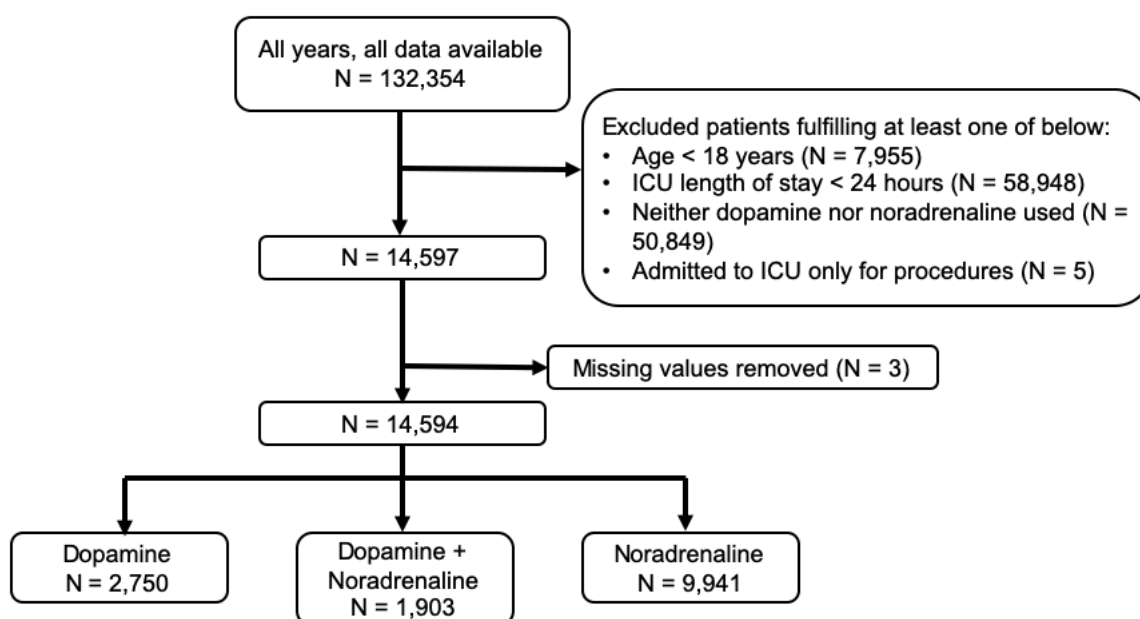 All years, all data available
N = 132,354
Excluded patients fulfilling at least one of below:
• Age < 18 years (N = 7,955)
• ICU length of stay < 24 hours (N = 58,948)
• Neither dopamine nor noradrenaline used (N =
50,849)
• Admitted to ICU only for procedures (N = 5)
N = 14,597
Missing values removed (N = 3)
N = 14,594
Dopamine
N = 2,750
Dopamine +
Noradrenaline
N = 1,903
Noradrenaline
N = 9,941